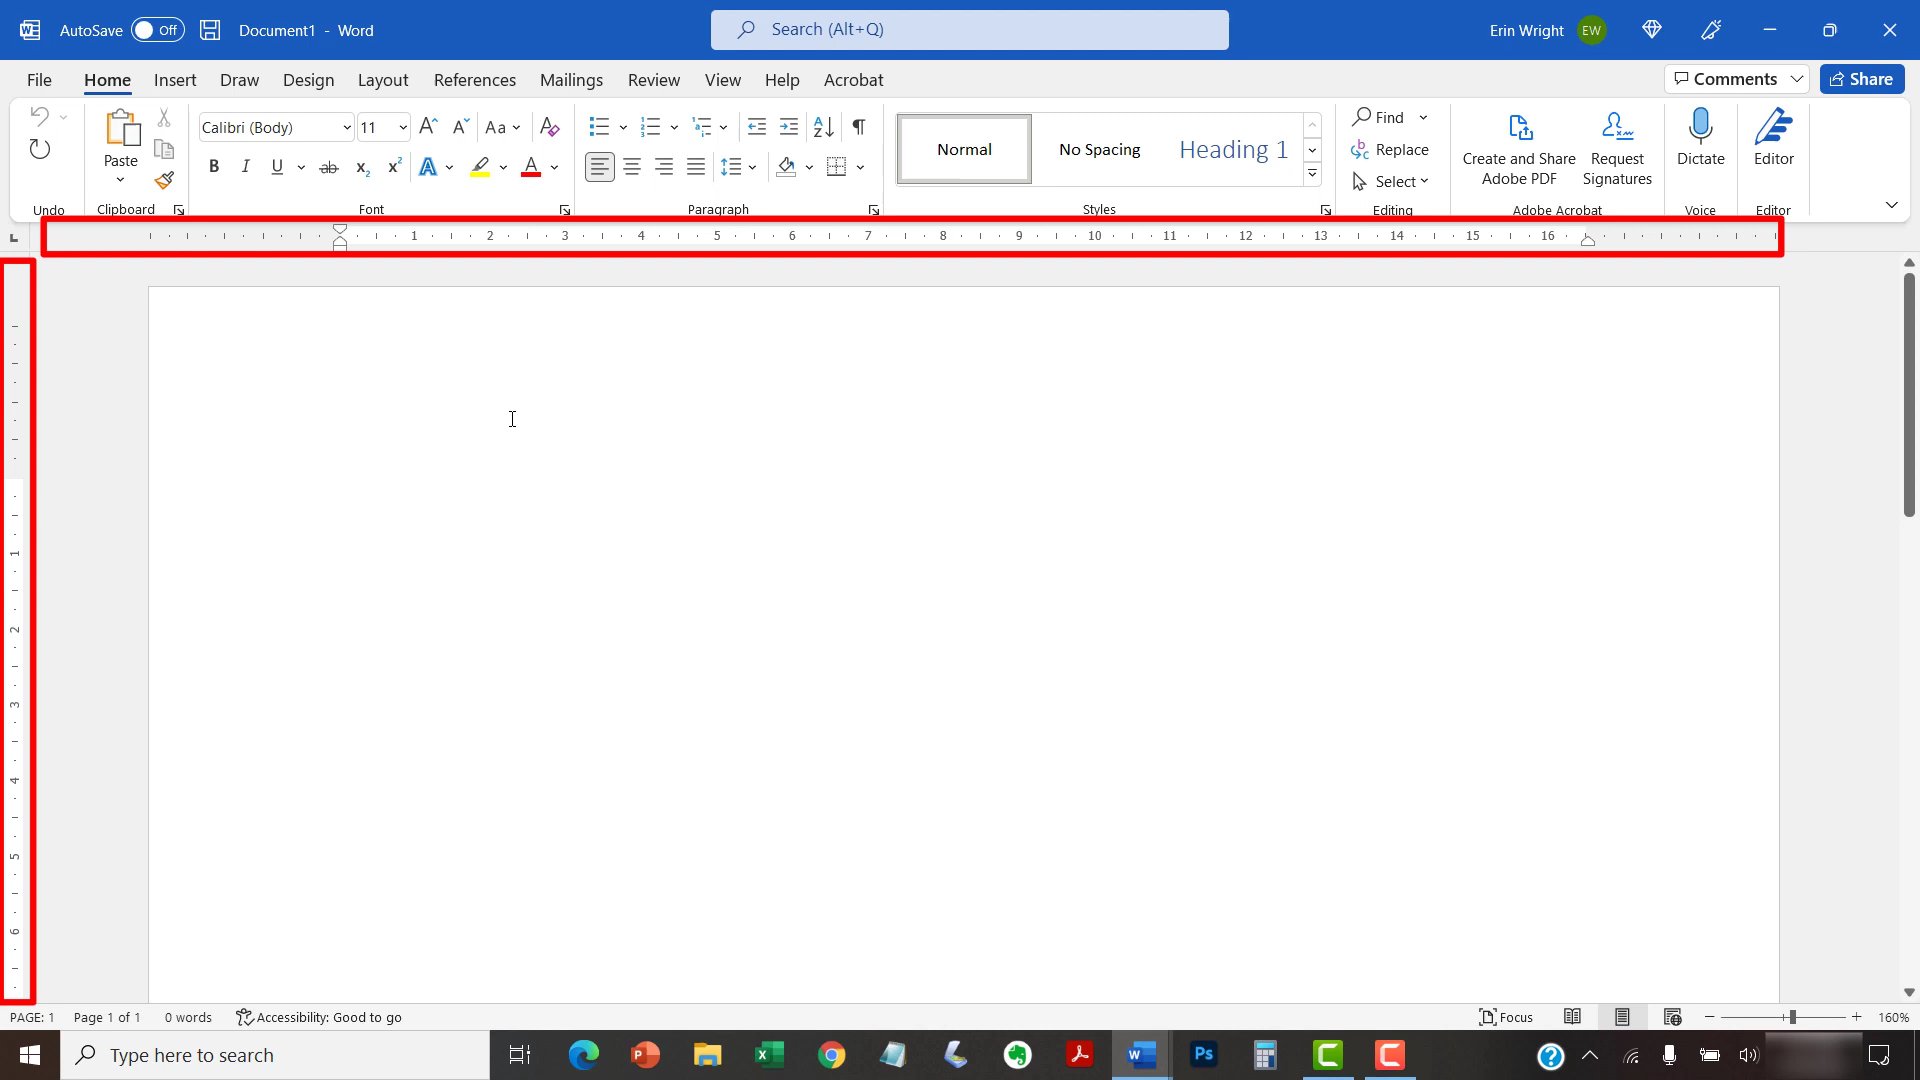 AutoSave Off Document1 - Word Search (Alt+Q) Erin Wright EW
File Home Insert Draw Design Layout References Mailings Review View Help Acrobat Comments Share
Calibri (Body) 11 Aa Find
Paste Normal No Spacing Heading 1 Replace Create and Share Adobe PDF Request Signatures Dictate Editor
B I U ab x2 x2 A A Select
Undo Clipboard Font Paragraph Styles Editing Adobe Acrobat Voice Editor
1 2 3 4 5 6 7 8 9 10 11 12 13 14 15 16
1
2
3
4
5
6
PAGE: 1 Page 1 of 1 0 words Accessibility: Good to go Focus 160%
Type here to search Ps